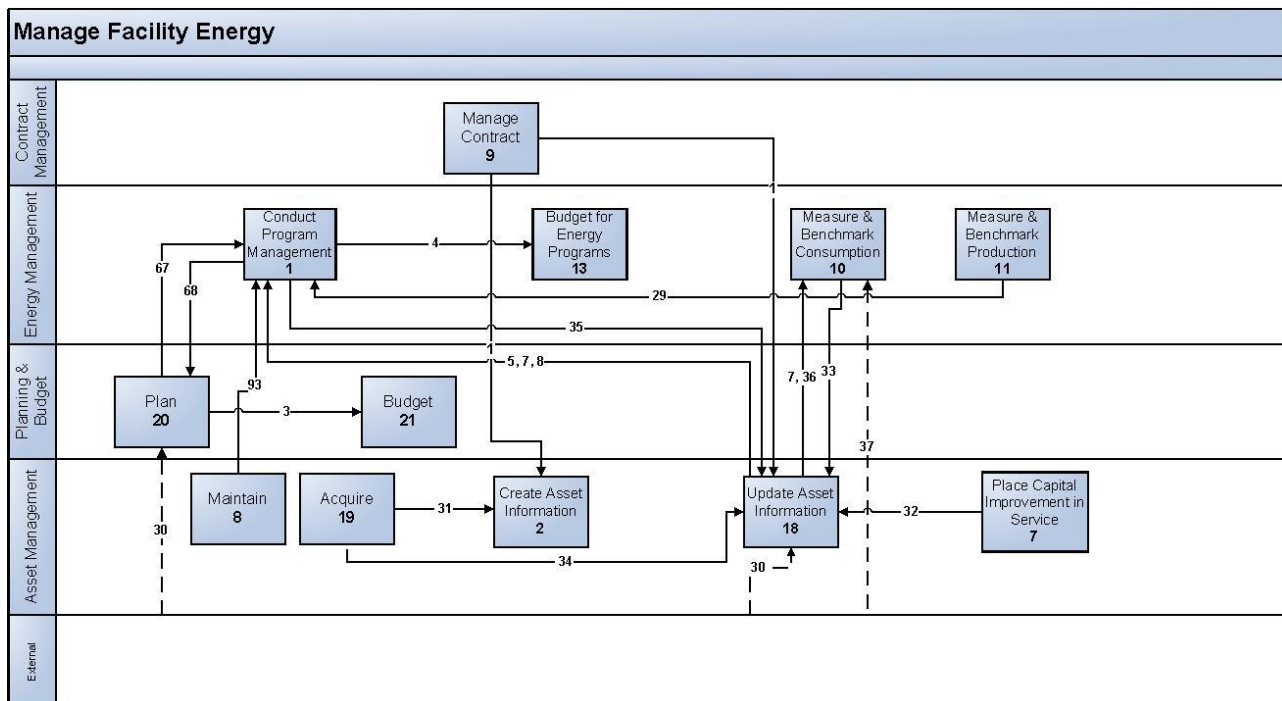 Manage Facility Energy
Contract
Management
Manage
Contract
9
1
Energy Management
Conduct
Program
Management
1
4
Budget for
Energy
Programs
13
Measure &
Benchmark
Consumption
10
Measure &
Benchmark
Production
11
67
68
29
35
1
5, 7, 8
7, 36
33
Planning &
Budget
Plan
20
93
3
Budget
21
37
Asset Management
30
Maintain
8
Acquire
19
31
Create Asset
Information
2
Update Asset
Information
18
32
Place Capital
Improvement in
Service
7
34
30
External